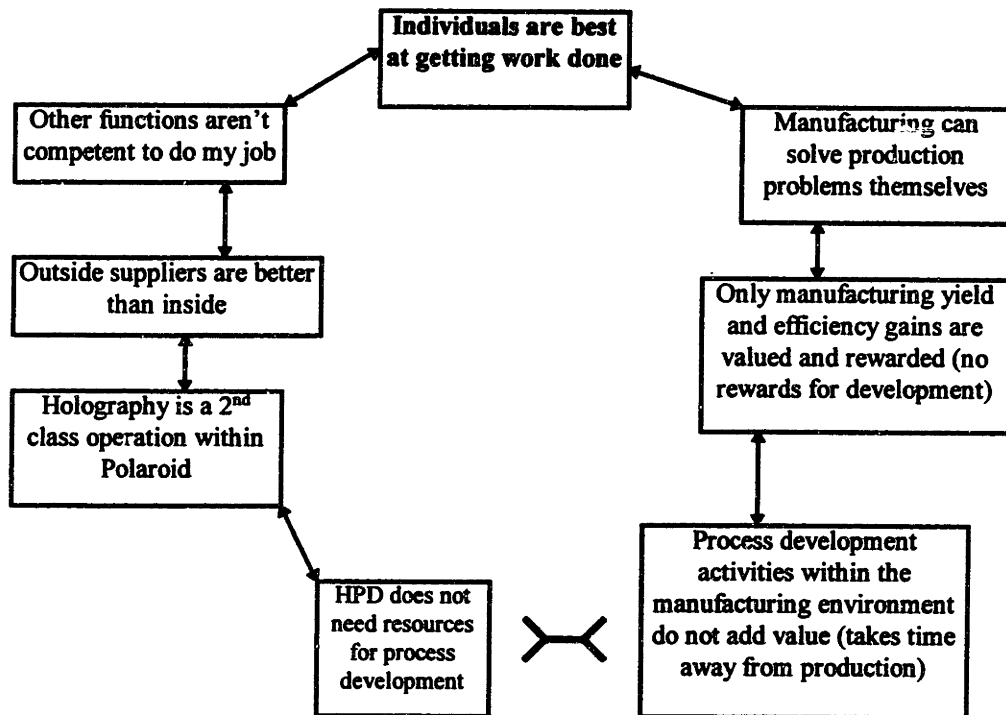 Individuals are best
at getting work done
Other functions aren't
competent to do my job
Manufacturing can
solve production
problems themselves
Outside suppliers are better
than inside
Only manufacturing yield
and efficiency gains are
valued and rewarded (no
rewards for development)
Holography is a 2nd
class operation within
Polaroid
Process development
activities within the
manufacturing environment
do not add value (takes time
away from production)
HPD does not
need resources
for process
development